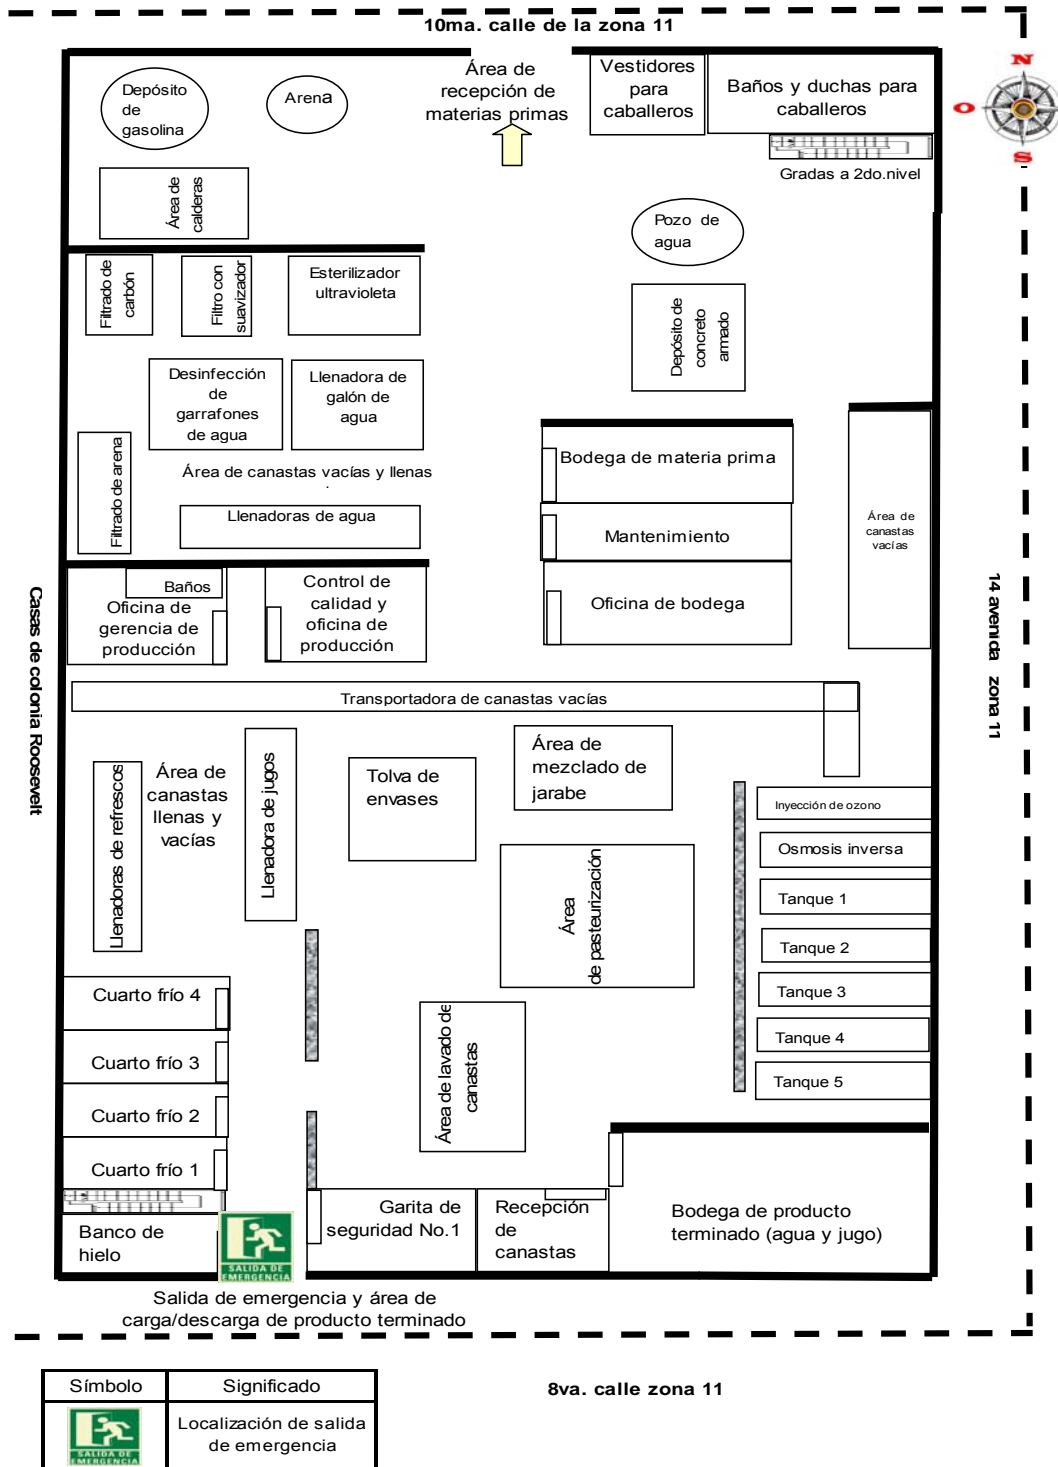 10ma. calle de la zona 11
Depósito
de
gasolina
Arena
Área de
recepción de
materias primas
Vestidores
para
caballeros
Baños y duchas para
caballeros
N
O
S
Gradas a 2do.nivel
Área de
calderas
Pozo de
agua
Filtrado de
carbón
Filtro con
suavizador
Esterilizador
ultravioleta
Depósito de
concreto
armado
Desinfección
de
garrafones
de agua
Llenadora de
galón de
agua
Filtrado de arena
Área de canastas vacías y llenas
Llenadoras de agua
Bodega de materia prima
Mantenimiento
Oficina de bodega
Área de
canastas
vacías
Baños
Oficina de
gerencia de
producción
Control de
calidad y
oficina de
producción
Casas de colonia Roosevelt
14 avenida zona 11
Transportadora de canastas vacías
Llenadoras de refrescos
Área de
canastas
llenas y
vacías
Llenadora de jugos
Tolva de
envases
Área de
mezclado de
jarabe
Área
de pasteurización
Inyección de ozono
Osmosis inversa
Tanque 1
Tanque 2
Tanque 3
Tanque 4
Tanque 5
Cuarto frío 4
Cuarto frío 3
Cuarto frío 2
Cuarto frío 1
Área de lavado de
canastas
Banco de
hielo
SALIDA DE
EMERGENCIA
Garita de
seguridad No.1
Recepción
de
canastas
Bodega de producto
terminado (agua y jugo)
Salida de emergencia y área de
carga/descarga de producto terminado
8va. calle zona 11
Símbolo
Significado
SALIDA DE
EMERGENCIA
Localización de salida
de emergencia